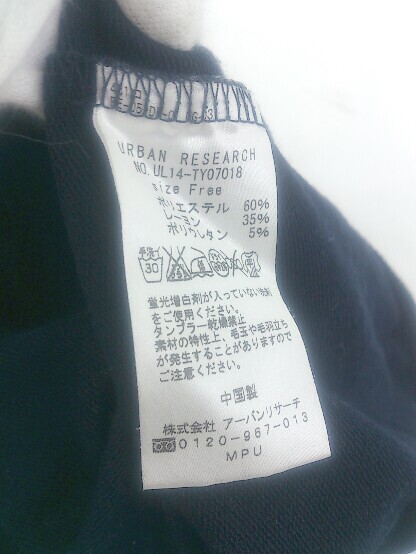 URBAN RESEARCH
NO.UL14-TY07018
size Free
ポリエステル 60%
レーヨン 35%
ポリウレタン 5%
手洗イ
30
蛍光増白剤が入っていない洗剤
をご使用ください。
タンブラー乾燥禁止
素材の特性上、毛玉や毛羽立ち
が発生することがありますので
ご注意ください。
中国製
株式会社 アーバンリサーチ
0120-967-013
MPU